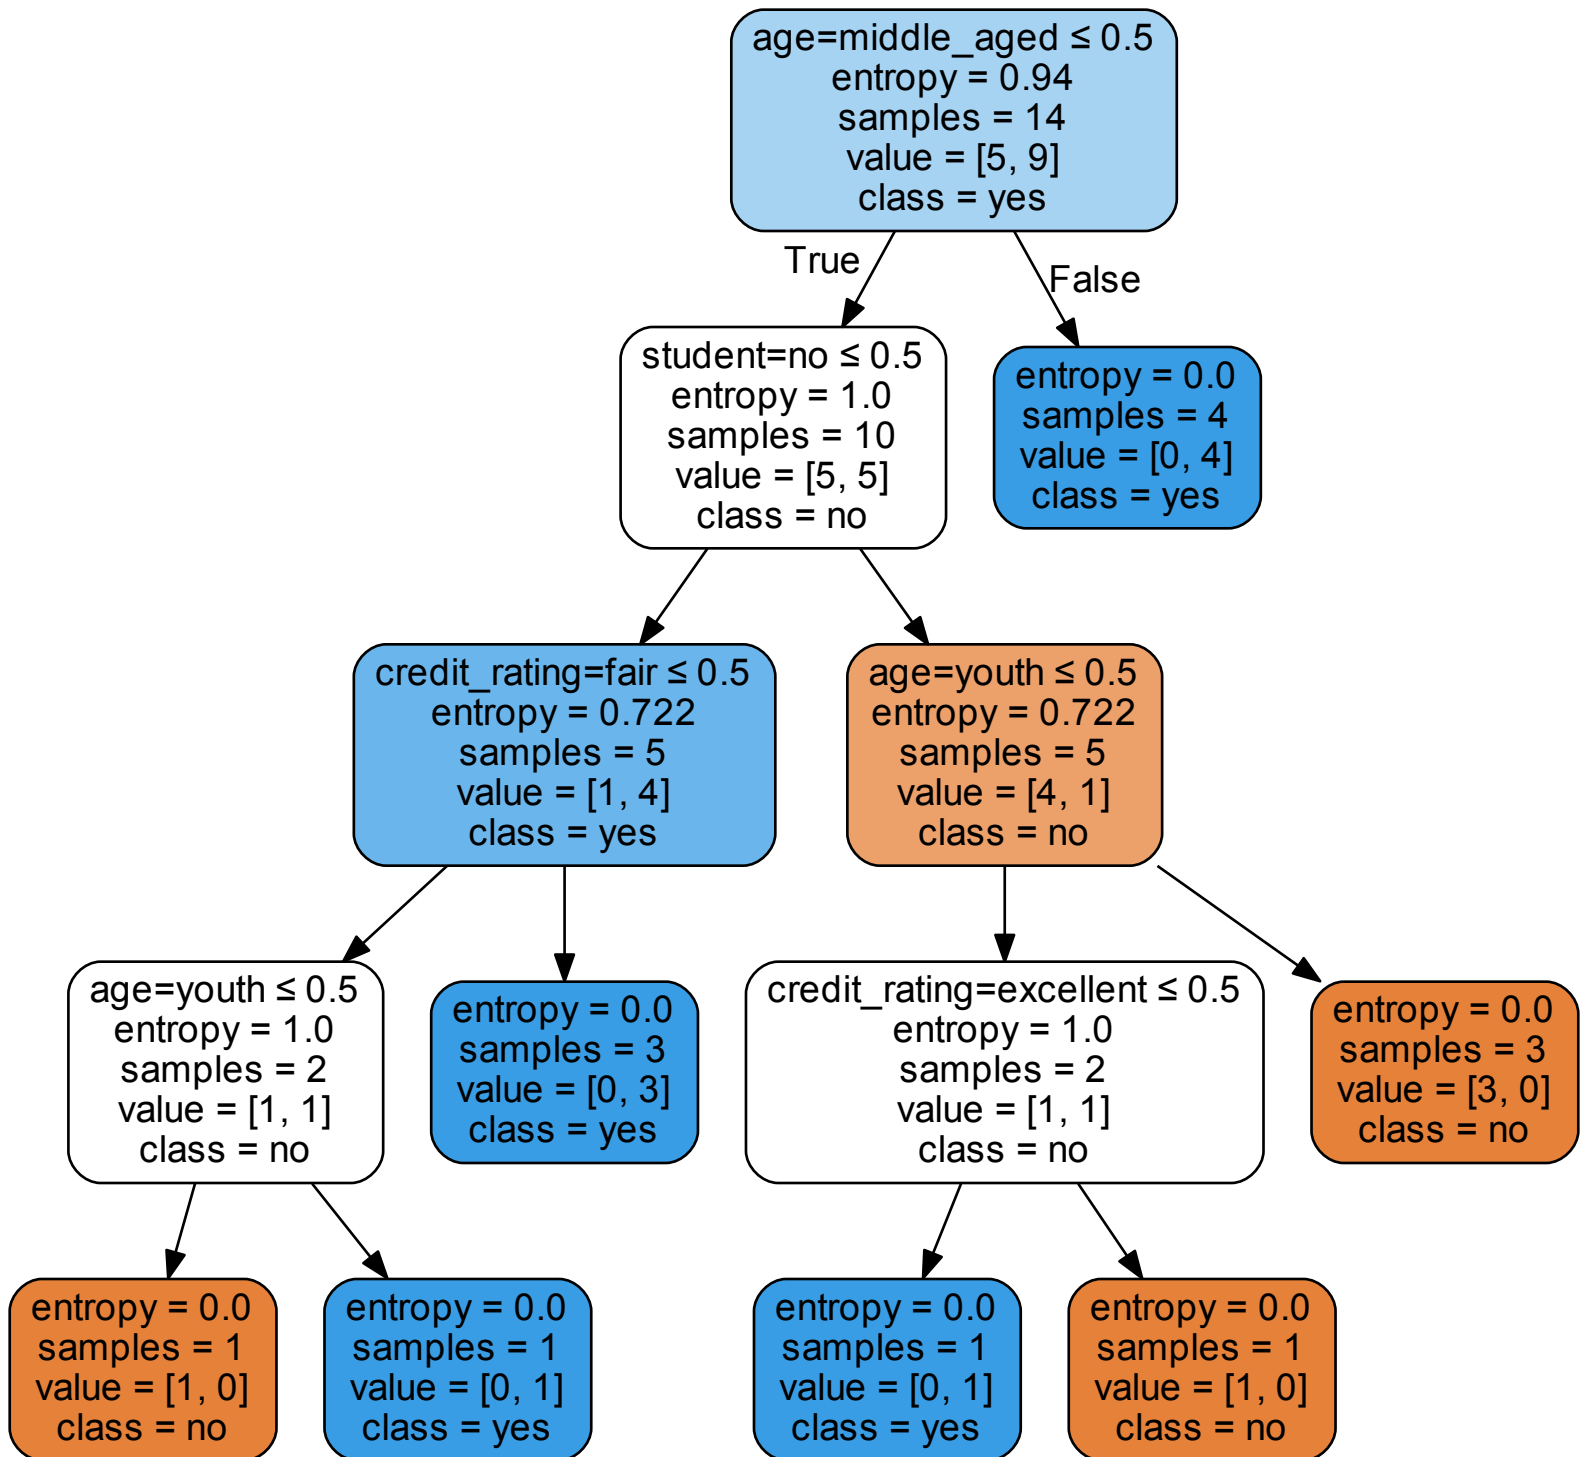 age=middle_aged ≤ 0.5
entropy = 0.94
samples = 14
value = [5, 9]
class = yes
True
False
student=no ≤ 0.5
entropy = 1.0
samples = 10
value = [5, 5]
class = no
entropy = 0.0
samples = 4
value = [0, 4]
class = yes
credit_rating=fair ≤ 0.5
entropy = 0.722
samples = 5
value = [1, 4]
class = yes
age=youth ≤ 0.5
entropy = 0.722
samples = 5
value = [4, 1]
class = no
age=youth ≤ 0.5
entropy = 1.0
samples = 2
value = [1, 1]
class = no
entropy = 0.0
samples = 3
value = [0, 3]
class = yes
credit_rating=excellent ≤ 0.5
entropy = 1.0
samples = 2
value = [1, 1]
class = no
entropy = 0.0
samples = 3
value = [3, 0]
class = no
entropy = 0.0
samples = 1
value = [1, 0]
class = no
entropy = 0.0
samples = 1
value = [0, 1]
class = yes
entropy = 0.0
samples = 1
value = [0, 1]
class = yes
entropy = 0.0
samples = 1
value = [1, 0]
class = no